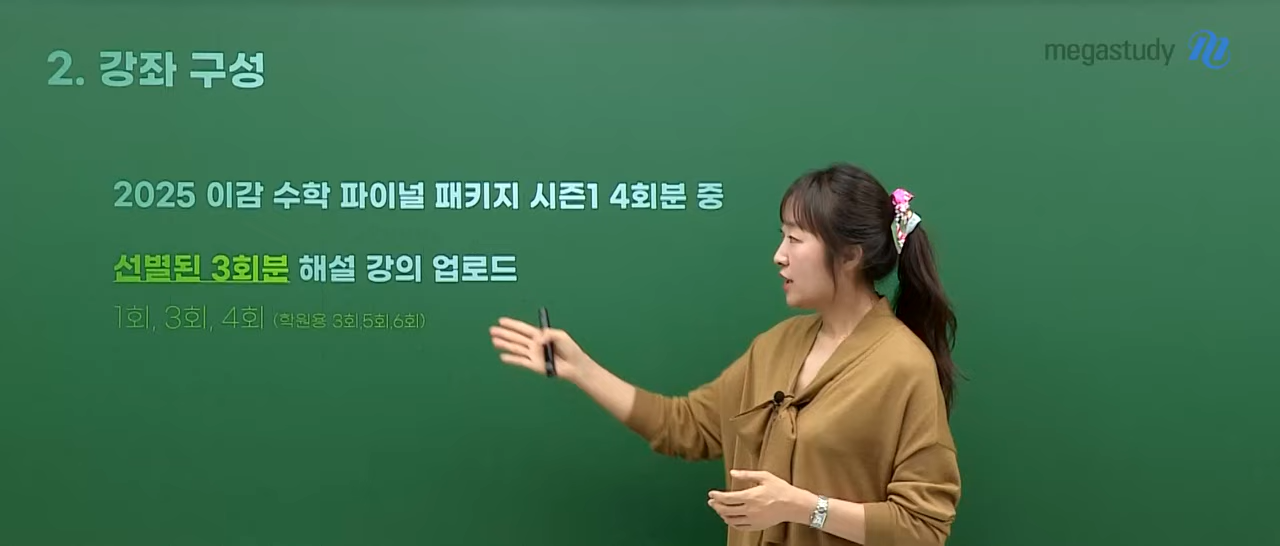 2. 강좌 구성
megastudy
2025 이감 수학 파이널 패키지 시즌1 4회분 중
선별된 3회분 해설 강의 업로드
1회, 3회, 4회 (학원용 3회,5회,6회)